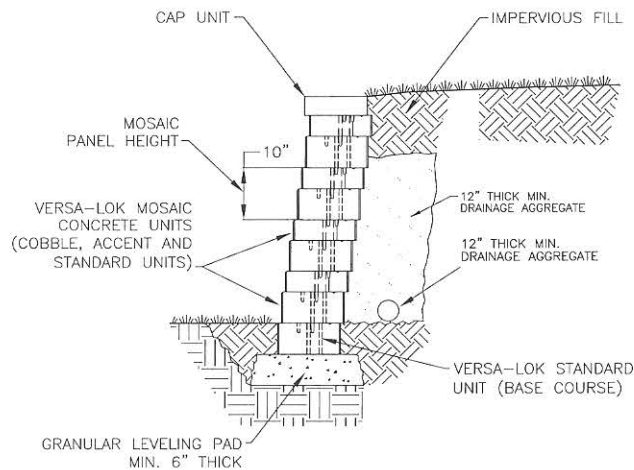 CAP UNIT
IMPERVIOUS FILL
MOSAIC
PANEL HEIGHT
10"
VERSA-LOK MOSAIC
CONCRETE UNITS
(COBBLE, ACCENT AND
STANDARD UNITS)
12" THICK MIN.
DRAINAGE AGGREGATE
12" THICK MIN.
DRAINAGE AGGREGATE
VERSA-LOK STANDARD
UNIT (BASE COURSE)
GRANULAR LEVELING PAD
MIN. 6" THICK